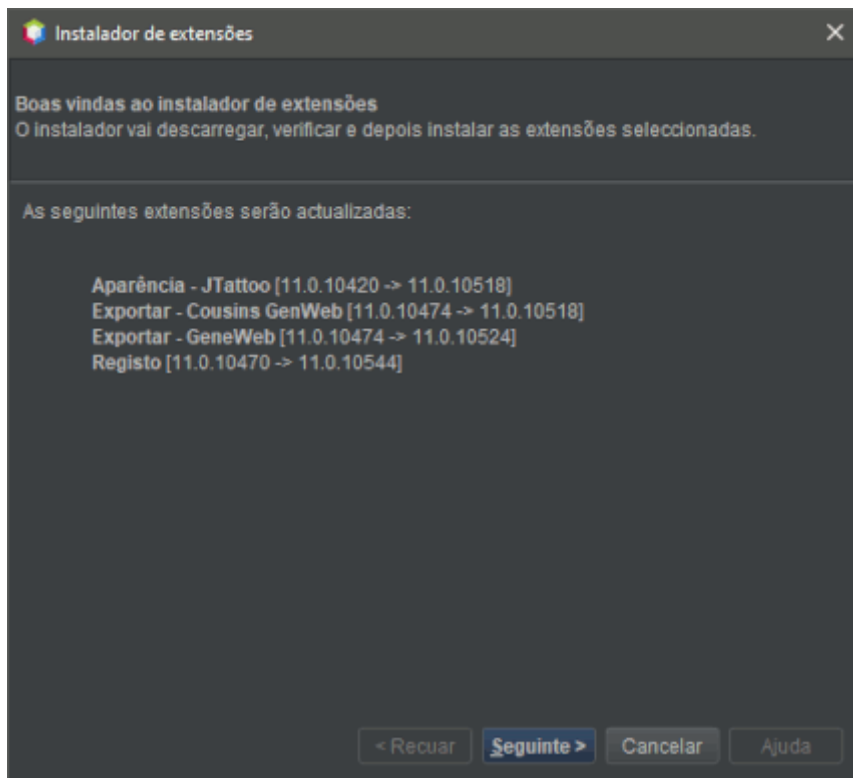 Instalador de extensões
Boas vindas ao instalador de extensões
O instalador vai descarregar, verificar e depois instalar as extensões seleccionadas.
As seguintes extensões serão actualizadas:
Aparência - JTattoo [11.0.10420 -> 11.0.10518]
Exportar - Cousins GenWeb [11.0.10474 -> 11.0.10518]
Exportar - GeneWeb [11.0.10474 -> 11.0.10524]
Registo [11.0.10470 -> 11.0.10544]
< Recuar Seguinte > Cancelar Ajuda